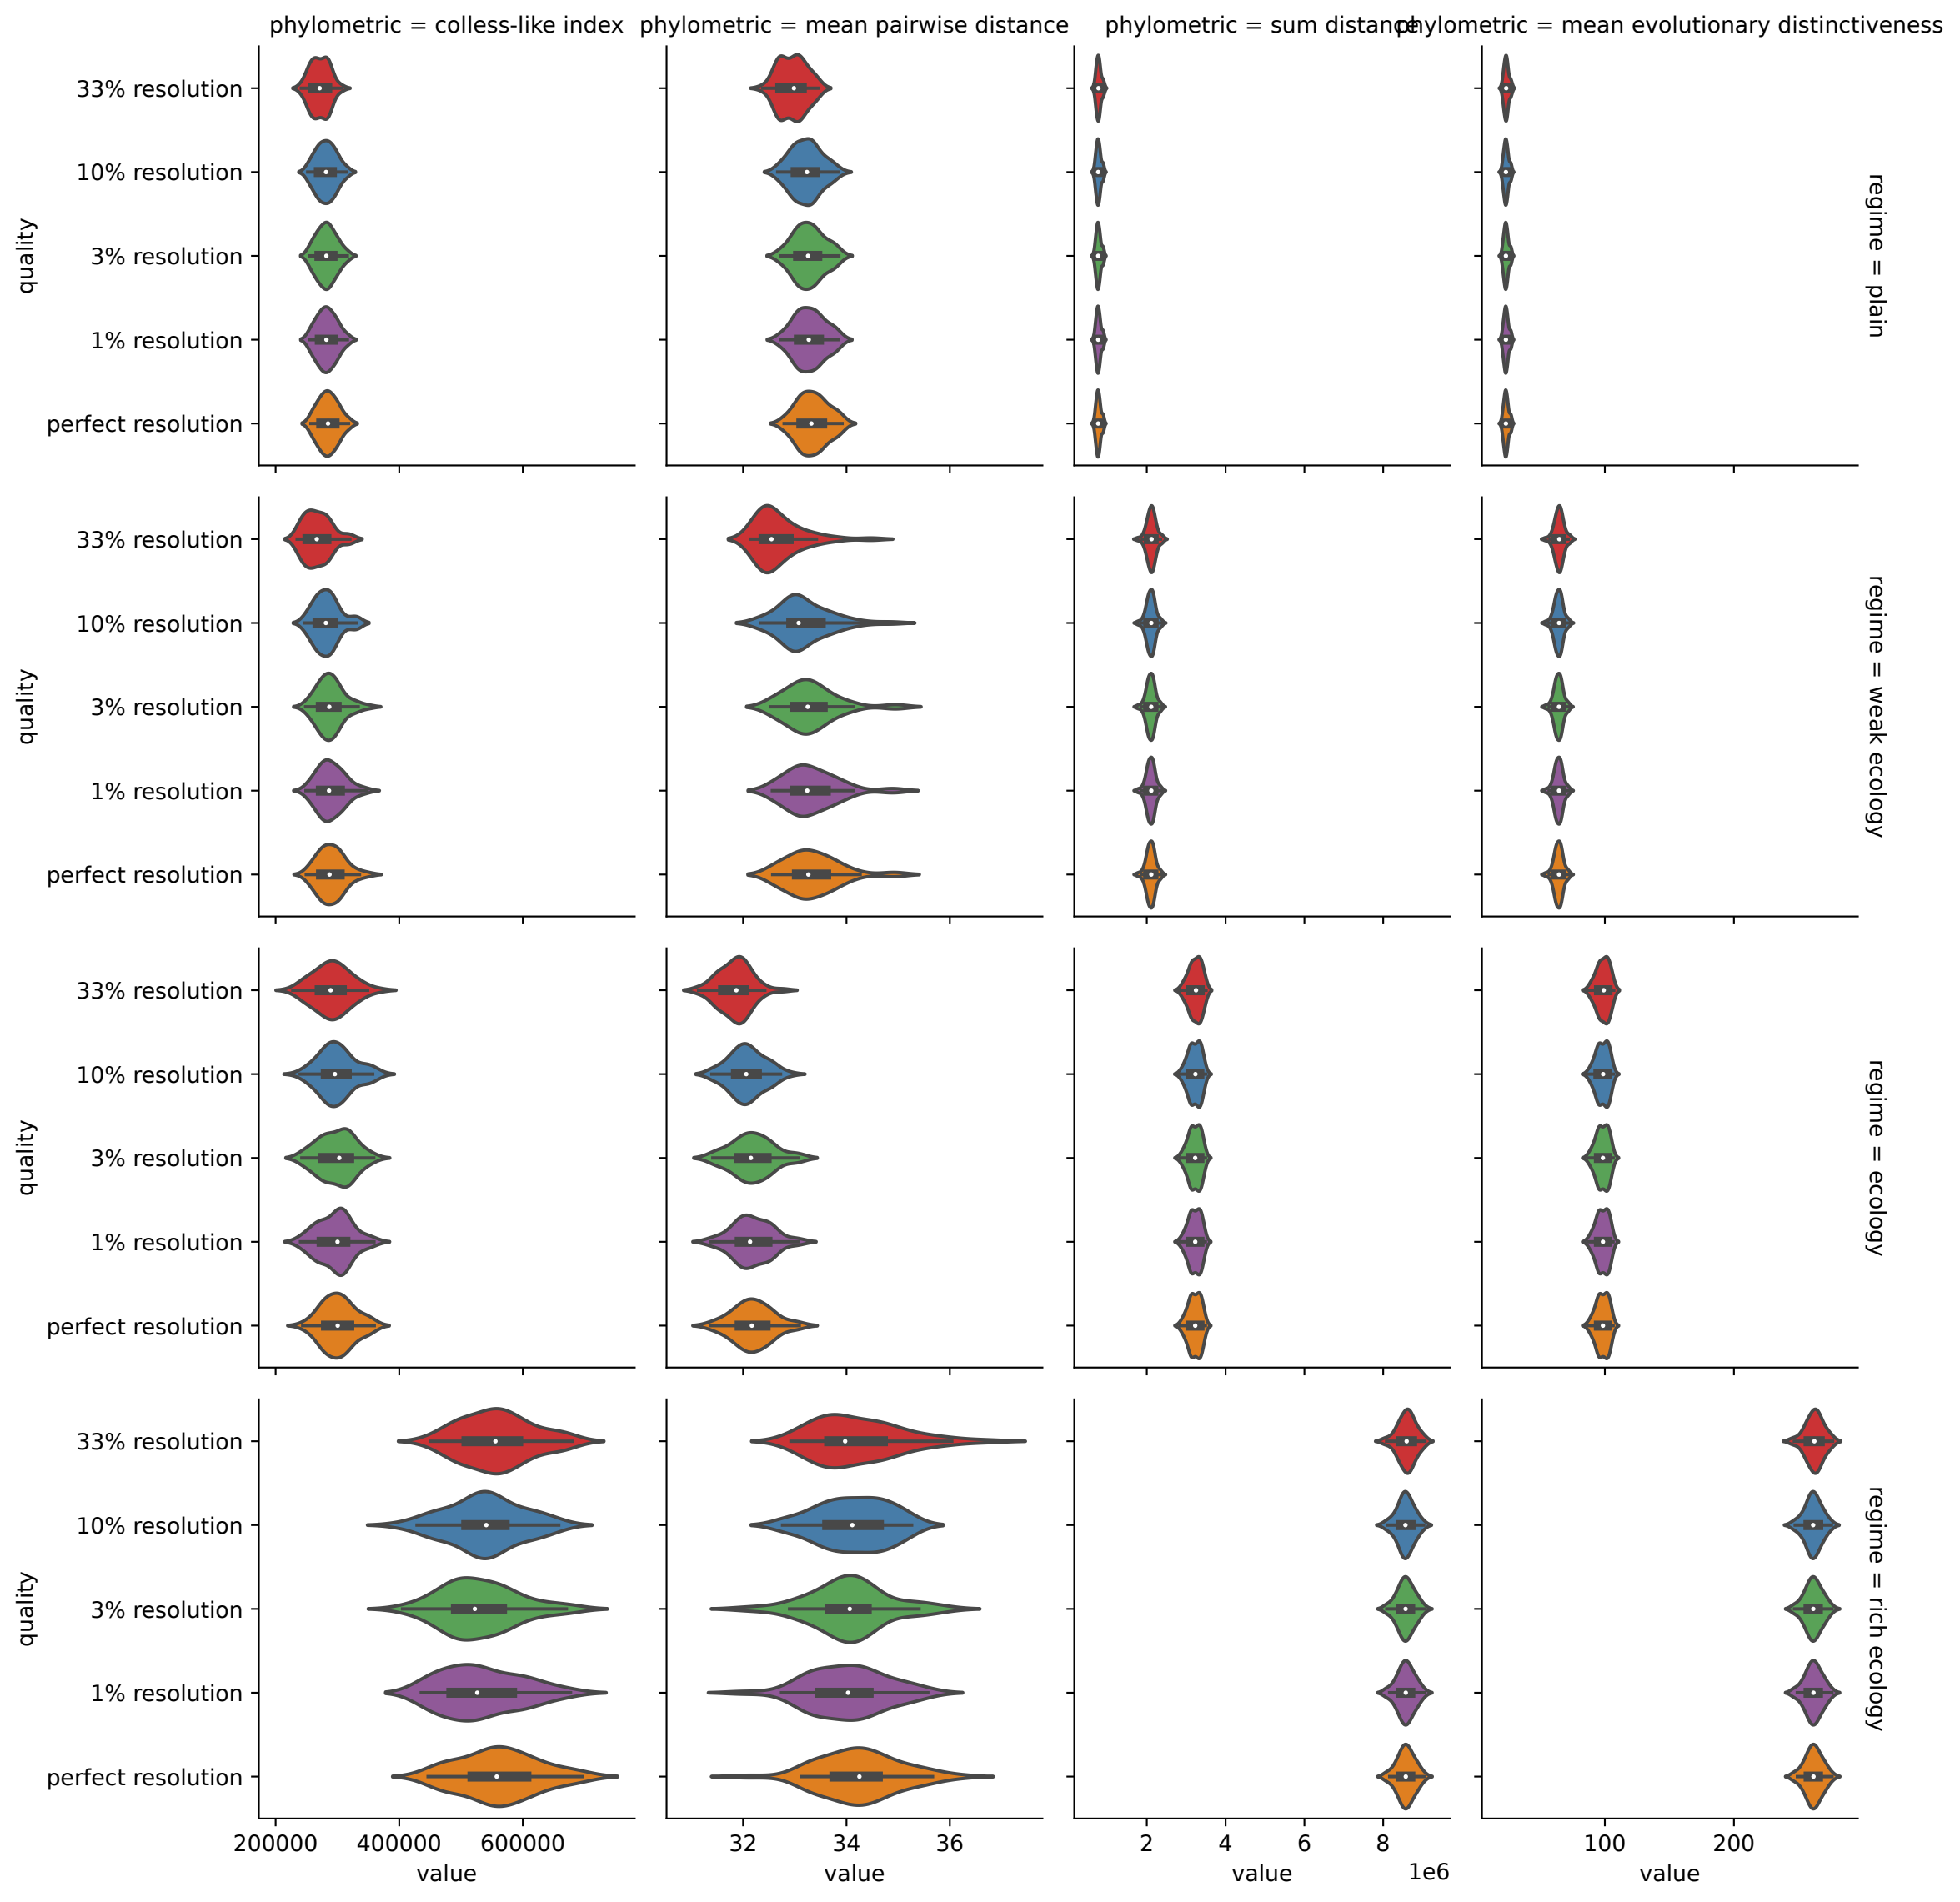 phylometric = colless-like index
phylometric = mean pairwise distance
phylometric = sum distance
phylometric = mean evolutionary distinctiveness
33% resolution
10% resolution
3% resolution
1% resolution
perfect resolution
quality
regime = plain
33% resolution
10% resolution
3% resolution
1% resolution
perfect resolution
quality
regime = weak ecology
33% resolution
10% resolution
3% resolution
1% resolution
perfect resolution
quality
regime = ecology
33% resolution
10% resolution
3% resolution
1% resolution
perfect resolution
quality
regime = rich ecology
200000 400000 600000
value
32 34 36
value
2 4 6 8
1e6
value
100 200
value